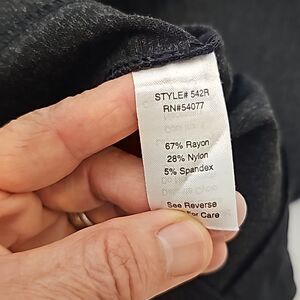 STYLE# 542R
RN#54077
67% Rayon
28% Nylon
5% Spandex
See Reverse
For Care